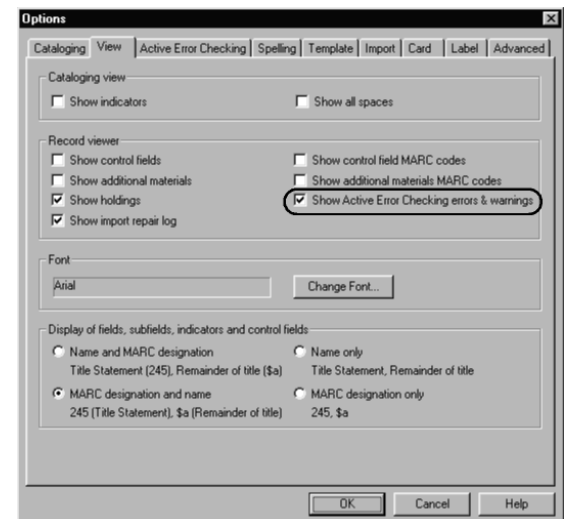 Options
Cataloging View Active Error Checking Spelling Template Import Card Label Advanced
Cataloging view
Show indicators Show all spaces
Record viewer
Show control fields Show control field MARC codes
Show additional materials Show additional materials MARC codes
Show holdings Show Active Error Checking errors & warnings
Show import repair log
Font
Arial Change Font...
Display of fields, subfields, indicators and control fields
Name and MARC designation Name only
Title Statement (245), Remainder of title ($a) Title Statement, Remainder of title
MARC designation and name MARC designation only
245 (Title Statement), $a (Remainder of title) 245, $a
OK Cancel Help